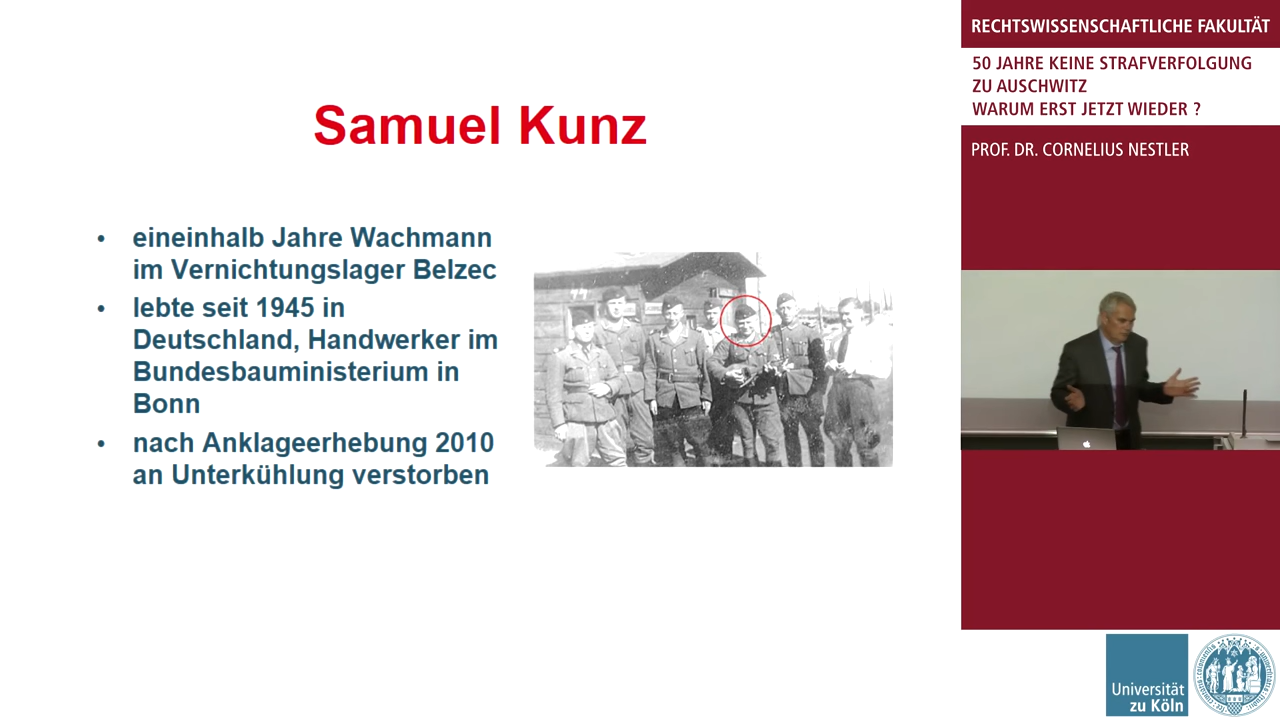 Samuel Kunz
• eineinhalb Jahre Wachmann
im Vernichtungslager Belzec
• lebte seit 1945 in
Deutschland, Handwerker im
Bundesbauministerium in
Bonn
• nach Anklageerhebung 2010
an Unterkühlung verstorben
RECHTSWISSENSCHAFTLICHE FAKULTÄT
50 JAHRE KEINE STRAFVERFOLGUNG
ZU AUSCHWITZ
WARUM ERST JETZT WIEDER ?
PROF. DR. CORNELIUS NESTLER
Universität
zu Köln